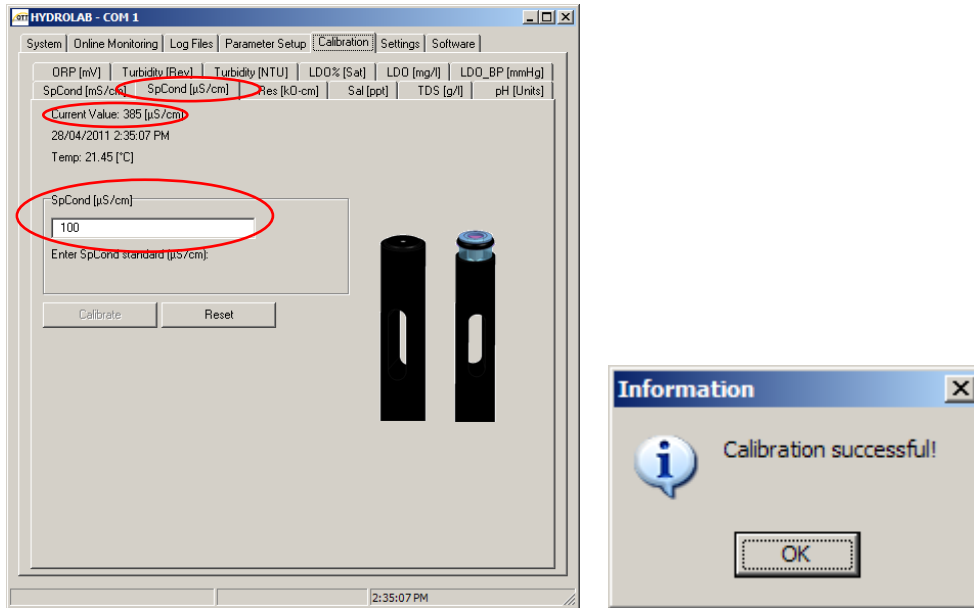 OTT HYDROLAB - COM 1
System Online Monitoring Log Files Parameter Setup Calibration Settings Software
ORP [mV] Turbidity [Rev] Turbidity [NTU] LDO% [Sat] LDO [mg/l] LDO_BP [mmHg]
SpCond [mS/cm] SpCond [µS/cm] Res [kO-cm] Sal [ppt] TDS [g/l] pH [Units]
Current Value: 385 [µS/cm]
28/04/2011 2:35:07 PM
Temp: 21.45 [°C]
SpCond [µS/cm]
100
Enter SpCond standard [µS/cm]:
Calibrate Reset
2:35:07 PM
Information
Calibration successful!
OK